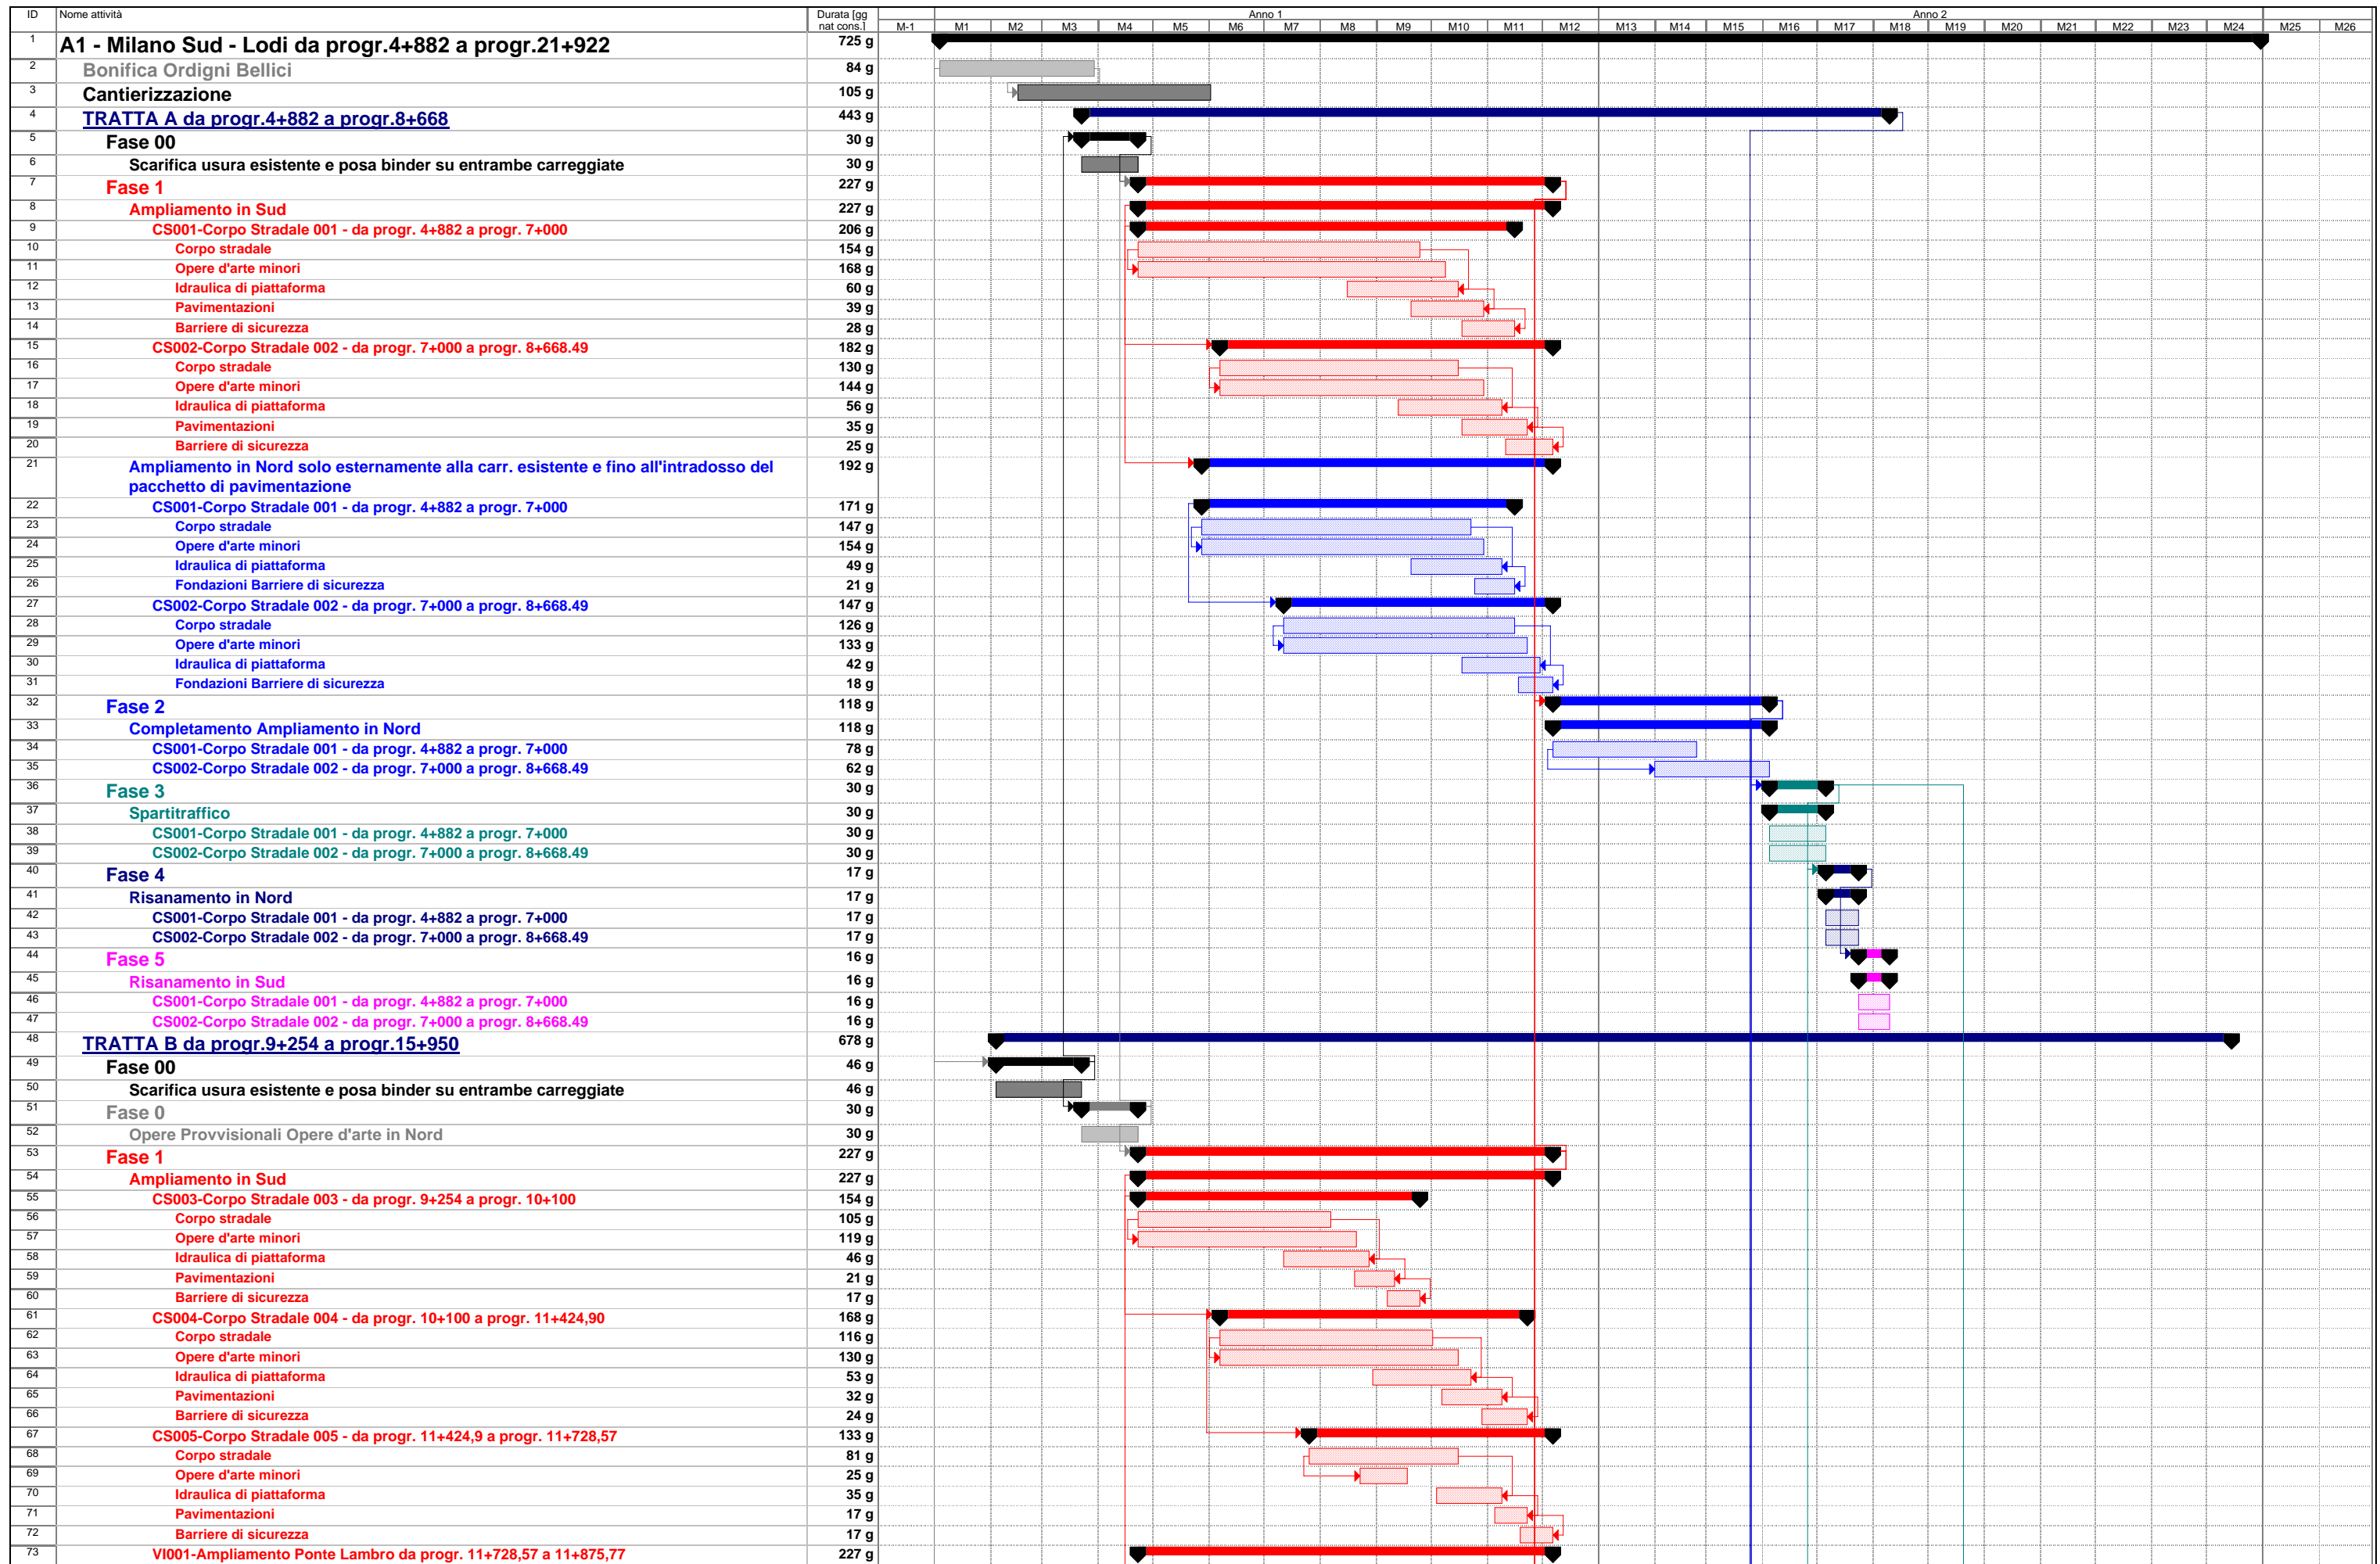 ID Nome attività Durata [gg nat cons.] Anno 1 Anno 2
M-1 M1 M2 M3 M4 M5 M6 M7 M8 M9 M10 M11 M12 M13 M14 M15 M16 M17 M18 M19 M20 M21 M22 M23 M24 M25 M26
1 A1 - Milano Sud - Lodi da progr.4+882 a progr.21+922 725 g
2 Bonifica Ordigni Bellici 84 g
3 Cantierizzazione 105 g
4 TRATTA A da progr.4+882 a progr.8+668 443 g
5 Fase 00 30 g
6 Scarifica usura esistente e posa binder su entrambe carreggiate 30 g
7 Fase 1 227 g
8 Ampliamento in Sud 227 g
9 CS001-Corpo Stradale 001 - da progr. 4+882 a progr. 7+000 206 g
10 Corpo stradale 154 g
11 Opere d'arte minori 168 g
12 Idraulica di piattaforma 60 g
13 Pavimentazioni 39 g
14 Barriere di sicurezza 28 g
15 CS002-Corpo Stradale 002 - da progr. 7+000 a progr. 8+668.49 182 g
16 Corpo stradale 130 g
17 Opere d'arte minori 144 g
18 Idraulica di piattaforma 56 g
19 Pavimentazioni 35 g
20 Barriere di sicurezza 25 g
21 Ampliamento in Nord solo esternamente alla carr. esistente e fino all'intradosso del 192 g
pacchetto di pavimentazione
22 CS001-Corpo Stradale 001 - da progr. 4+882 a progr. 7+000 171 g
23 Corpo stradale 147 g
24 Opere d'arte minori 154 g
25 Idraulica di piattaforma 49 g
26 Fondazioni Barriere di sicurezza 21 g
27 CS002-Corpo Stradale 002 - da progr. 7+000 a progr. 8+668.49 147 g
28 Corpo stradale 126 g
29 Opere d'arte minori 133 g
30 Idraulica di piattaforma 42 g
31 Fondazioni Barriere di sicurezza 18 g
32 Fase 2 118 g
33 Completamento Ampliamento in Nord 118 g
34 CS001-Corpo Stradale 001 - da progr. 4+882 a progr. 7+000 78 g
35 CS002-Corpo Stradale 002 - da progr. 7+000 a progr. 8+668.49 62 g
36 Fase 3 30 g
37 Spartitraffico 30 g
38 CS001-Corpo Stradale 001 - da progr. 4+882 a progr. 7+000 30 g
39 CS002-Corpo Stradale 002 - da progr. 7+000 a progr. 8+668.49 30 g
40 Fase 4 17 g
41 Risanamento in Nord 17 g
42 CS001-Corpo Stradale 001 - da progr. 4+882 a progr. 7+000 17 g
43 CS002-Corpo Stradale 002 - da progr. 7+000 a progr. 8+668.49 17 g
44 Fase 5 16 g
45 Risanamento in Sud 16 g
46 CS001-Corpo Stradale 001 - da progr. 4+882 a progr. 7+000 16 g
47 CS002-Corpo Stradale 002 - da progr. 7+000 a progr. 8+668.49 16 g
48 TRATTA B da progr.9+254 a progr.15+950 678 g
49 Fase 00 46 g
50 Scarifica usura esistente e posa binder su entrambe carreggiate 46 g
51 Fase 0 30 g
52 Opere Provvisionali Opere d'arte in Nord 30 g
53 Fase 1 227 g
54 Ampliamento in Sud 227 g
55 CS003-Corpo Stradale 003 - da progr. 9+254 a progr. 10+100 154 g
56 Corpo stradale 105 g
57 Opere d'arte minori 119 g
58 Idraulica di piattaforma 46 g
59 Pavimentazioni 21 g
60 Barriere di sicurezza 17 g
61 CS004-Corpo Stradale 004 - da progr. 10+100 a progr. 11+424,90 168 g
62 Corpo stradale 116 g
63 Opere d'arte minori 130 g
64 Idraulica di piattaforma 53 g
65 Pavimentazioni 32 g
66 Barriere di sicurezza 24 g
67 CS005-Corpo Stradale 005 - da progr. 11+424,9 a progr. 11+728,57 133 g
68 Corpo stradale 81 g
69 Opere d'arte minori 25 g
70 Idraulica di piattaforma 35 g
71 Pavimentazioni 17 g
72 Barriere di sicurezza 17 g
73 VI001-Ampliamento Ponte Lambro da progr. 11+728,57 a 11+875,77 227 g